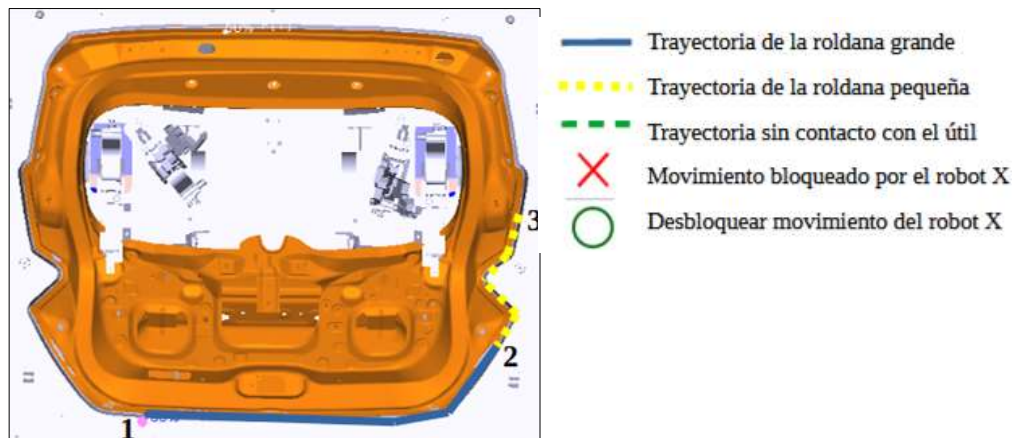 Trayectoria de la roldana grande
Trayectoria de la roldana pequeña
Trayectoria sin contacto con el útil
Movimiento bloqueado por el robot X
Desbloquear movimiento del robot X
3
2
1